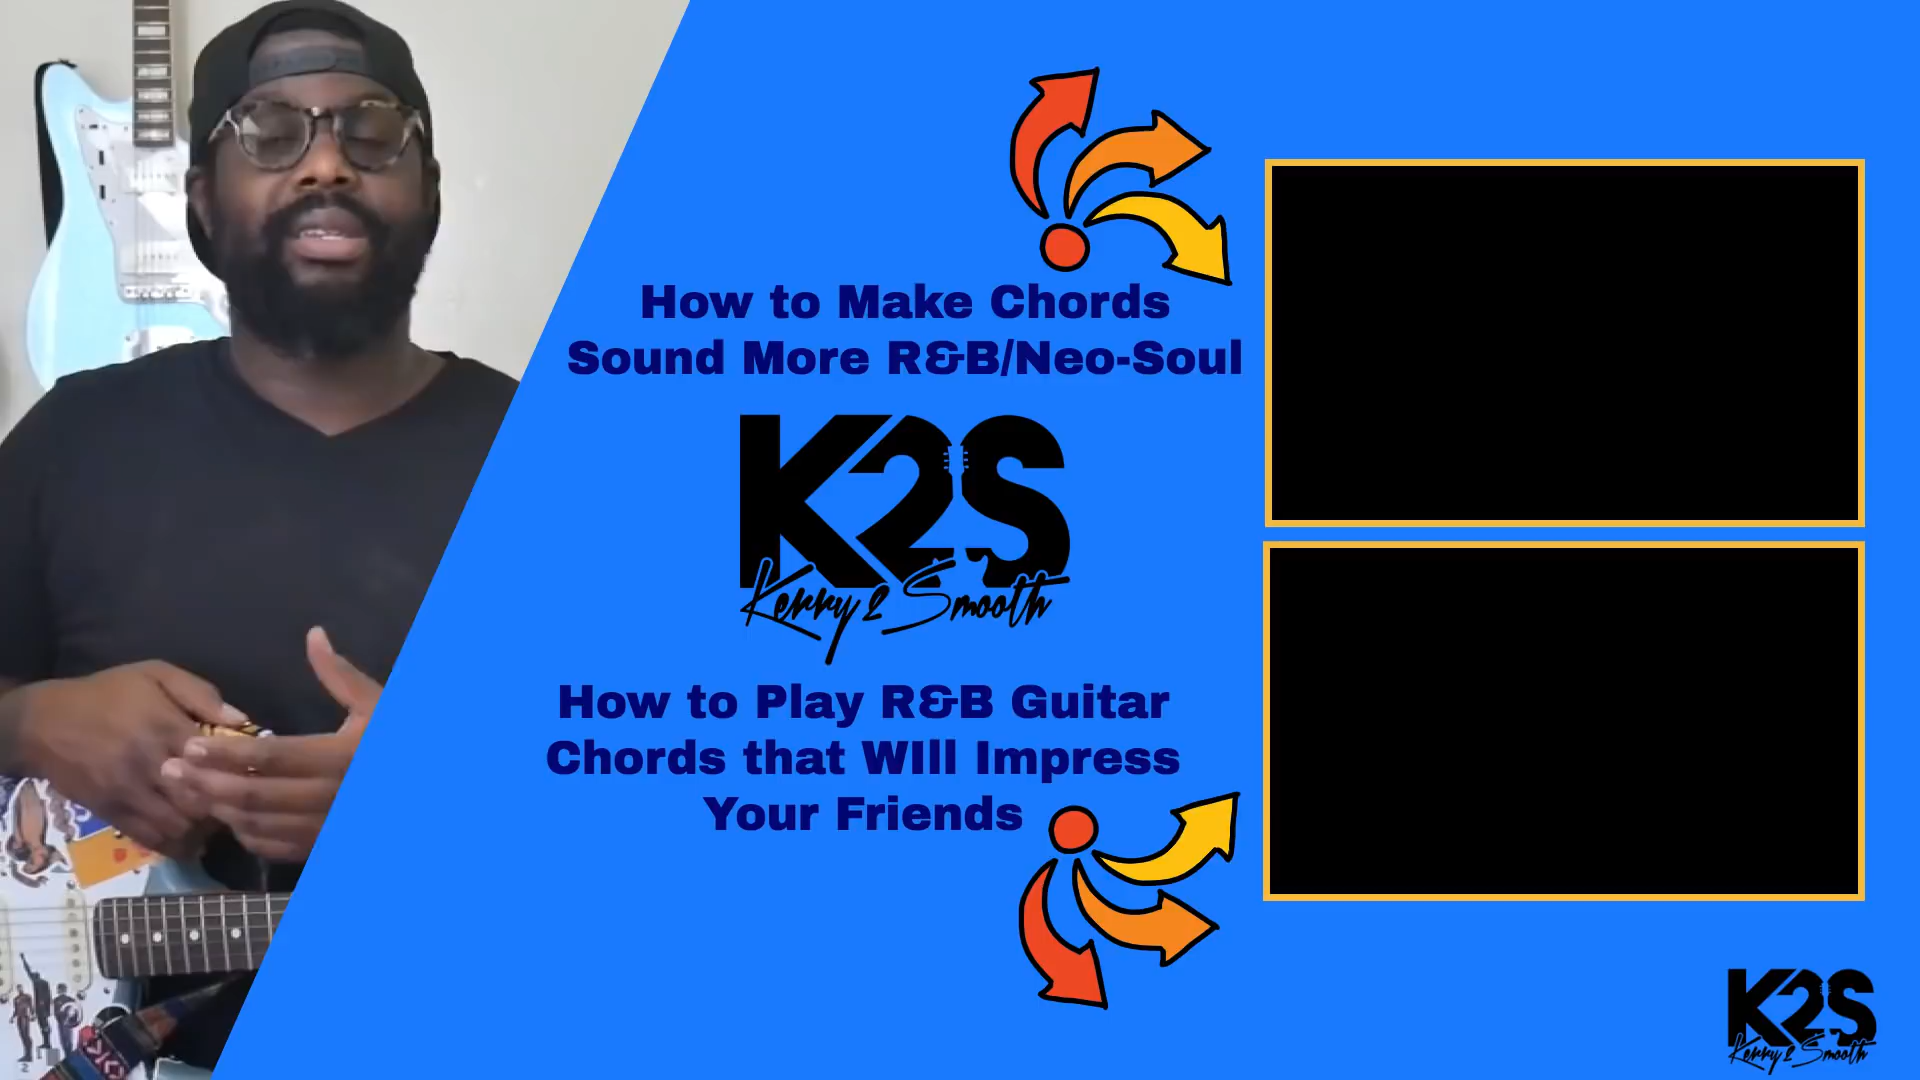 How to Make Chords
Sound More R&B/Neo-Soul
K2S
Kerry 2 Smooth
How to Play R&B Guitar
Chords that WIll Impress
Your Friends
K2S
Kerry 2 Smooth
2